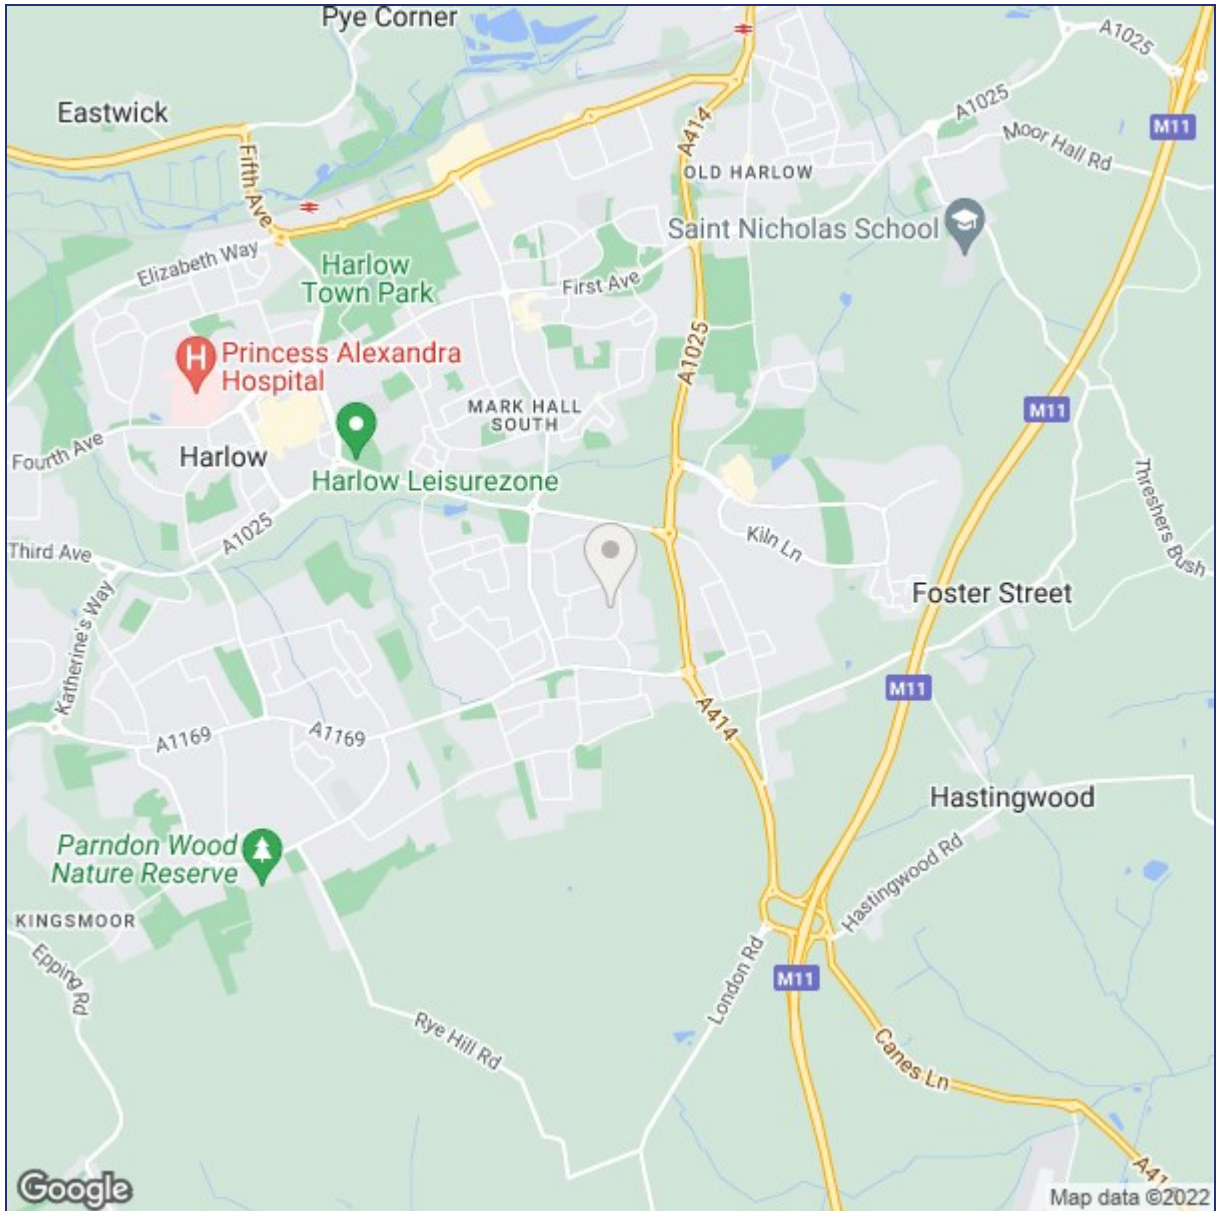 Pye Corner
A1025
Eastwick
A1025
M11
Fifth Ave
A414
Moor Hall Rd
OLD HARLOW
Saint Nicholas School
Elizabeth Way
Harlow
Town Park
First Ave
A1025
H
Princess Alexandra
Hospital
MARK HALL
SOUTH
M11
Fourth Ave
Harlow
Harlow Leisurezone
Threshers Bush
A1025
Third Ave
Kiln Ln
Katherine's Way
Foster Street
M11
A414
A1169
A1169
Hastingwood
Parndon Wood
Nature Reserve
Hastingwood Rd
KINGSMOOR
Epping Rd
London Rd
M11
Rye Hill Rd
Canes Ln
Google
Map data ©2022